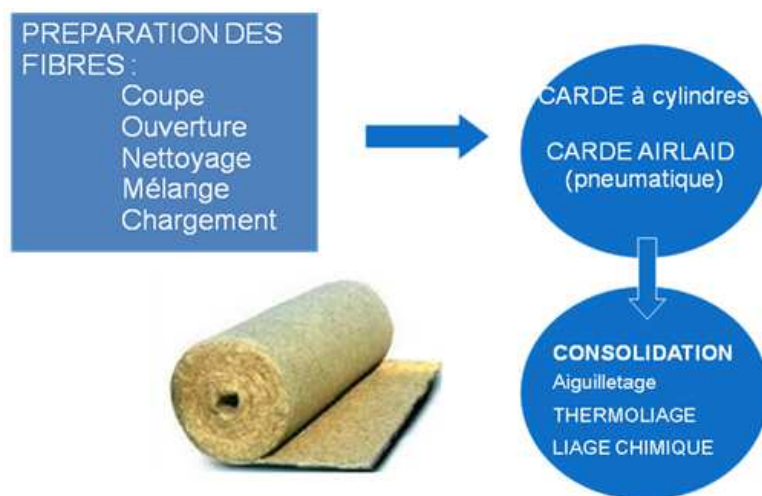 PREPARATION DES
FIBRES :
Coupe
Ouverture
Nettoyage
Mélange
Chargement
CARDE à cylindres
CARDE AIRLAID
(pneumatique)
CONSOLIDATION
Aiguilletage
THERMOLIAGE
LIAGE CHIMIQUE